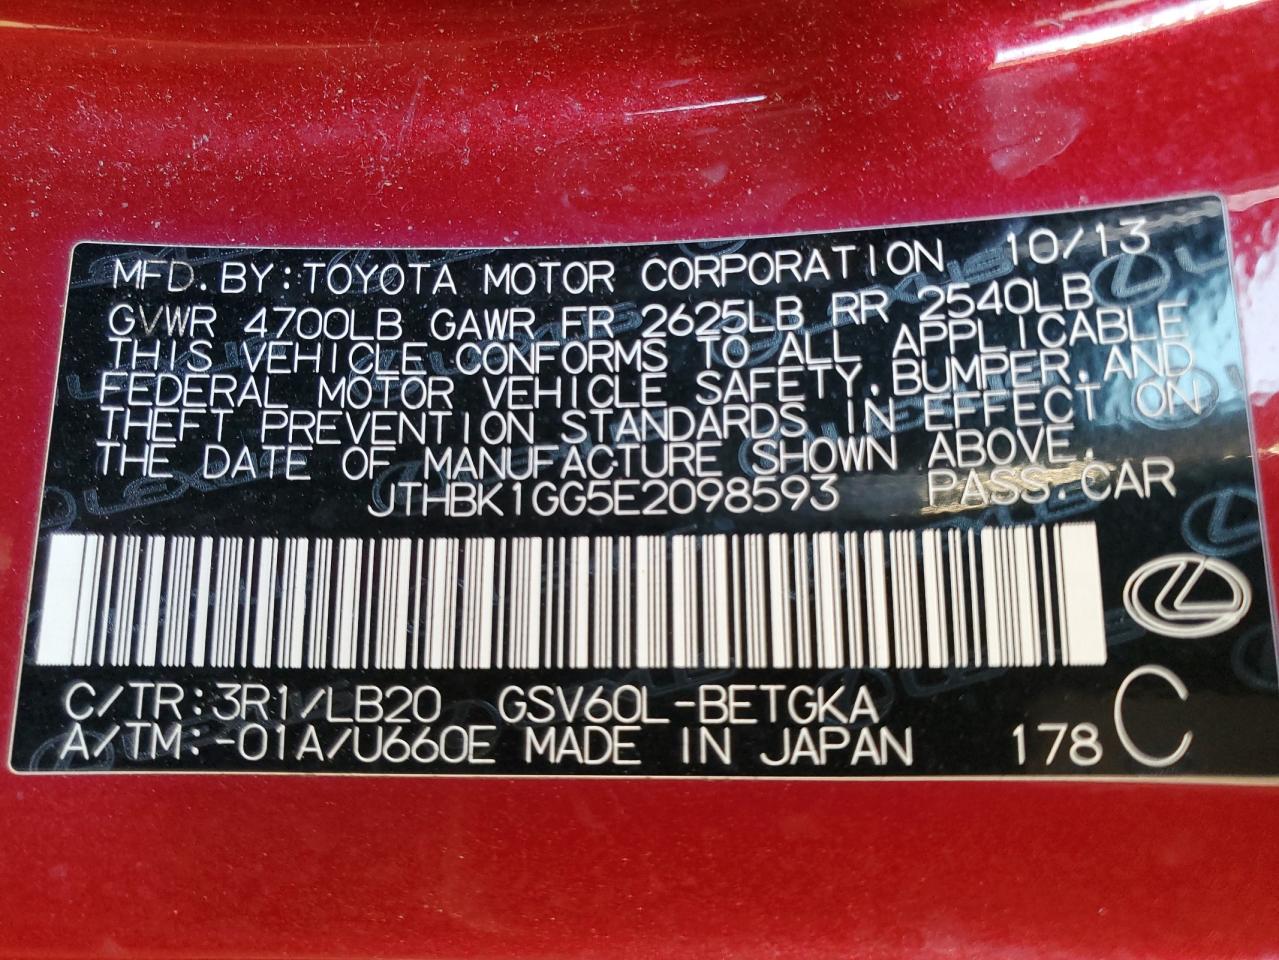 MFD.BY:TOYOTA MOTOR CORPORATION 10/13
GVWR 4700LB GAWR FR 2625LB RR 2540LB
THIS VEHICLE CONFORMS TO ALL APPLICABLE
FEDERAL MOTOR VEHICLE SAFETY,BUMPER,AND
THEFT PREVENTION STANDARDS IN EFFECT ON
THE DATE OF MANUFACTURE SHOWN ABOVE.
JTHBK1GG5E2098593 PASS.CAR
C/TR:3R1/LB20 GSV60L-BETGKA
A/TM:-01A/U660E MADE IN JAPAN 178 C